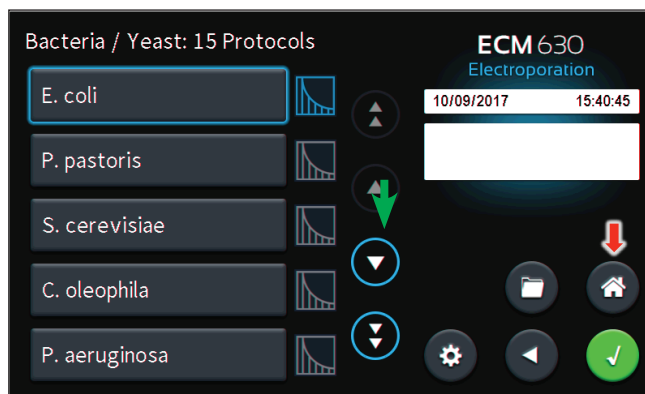 Bacteria / Yeast: 15 Protocols
E. coli
P. pastoris
S. cerevisiae
C. oleophila
P. aeruginosa
ECM 630
Electroporation
10/09/2017 15:40:45